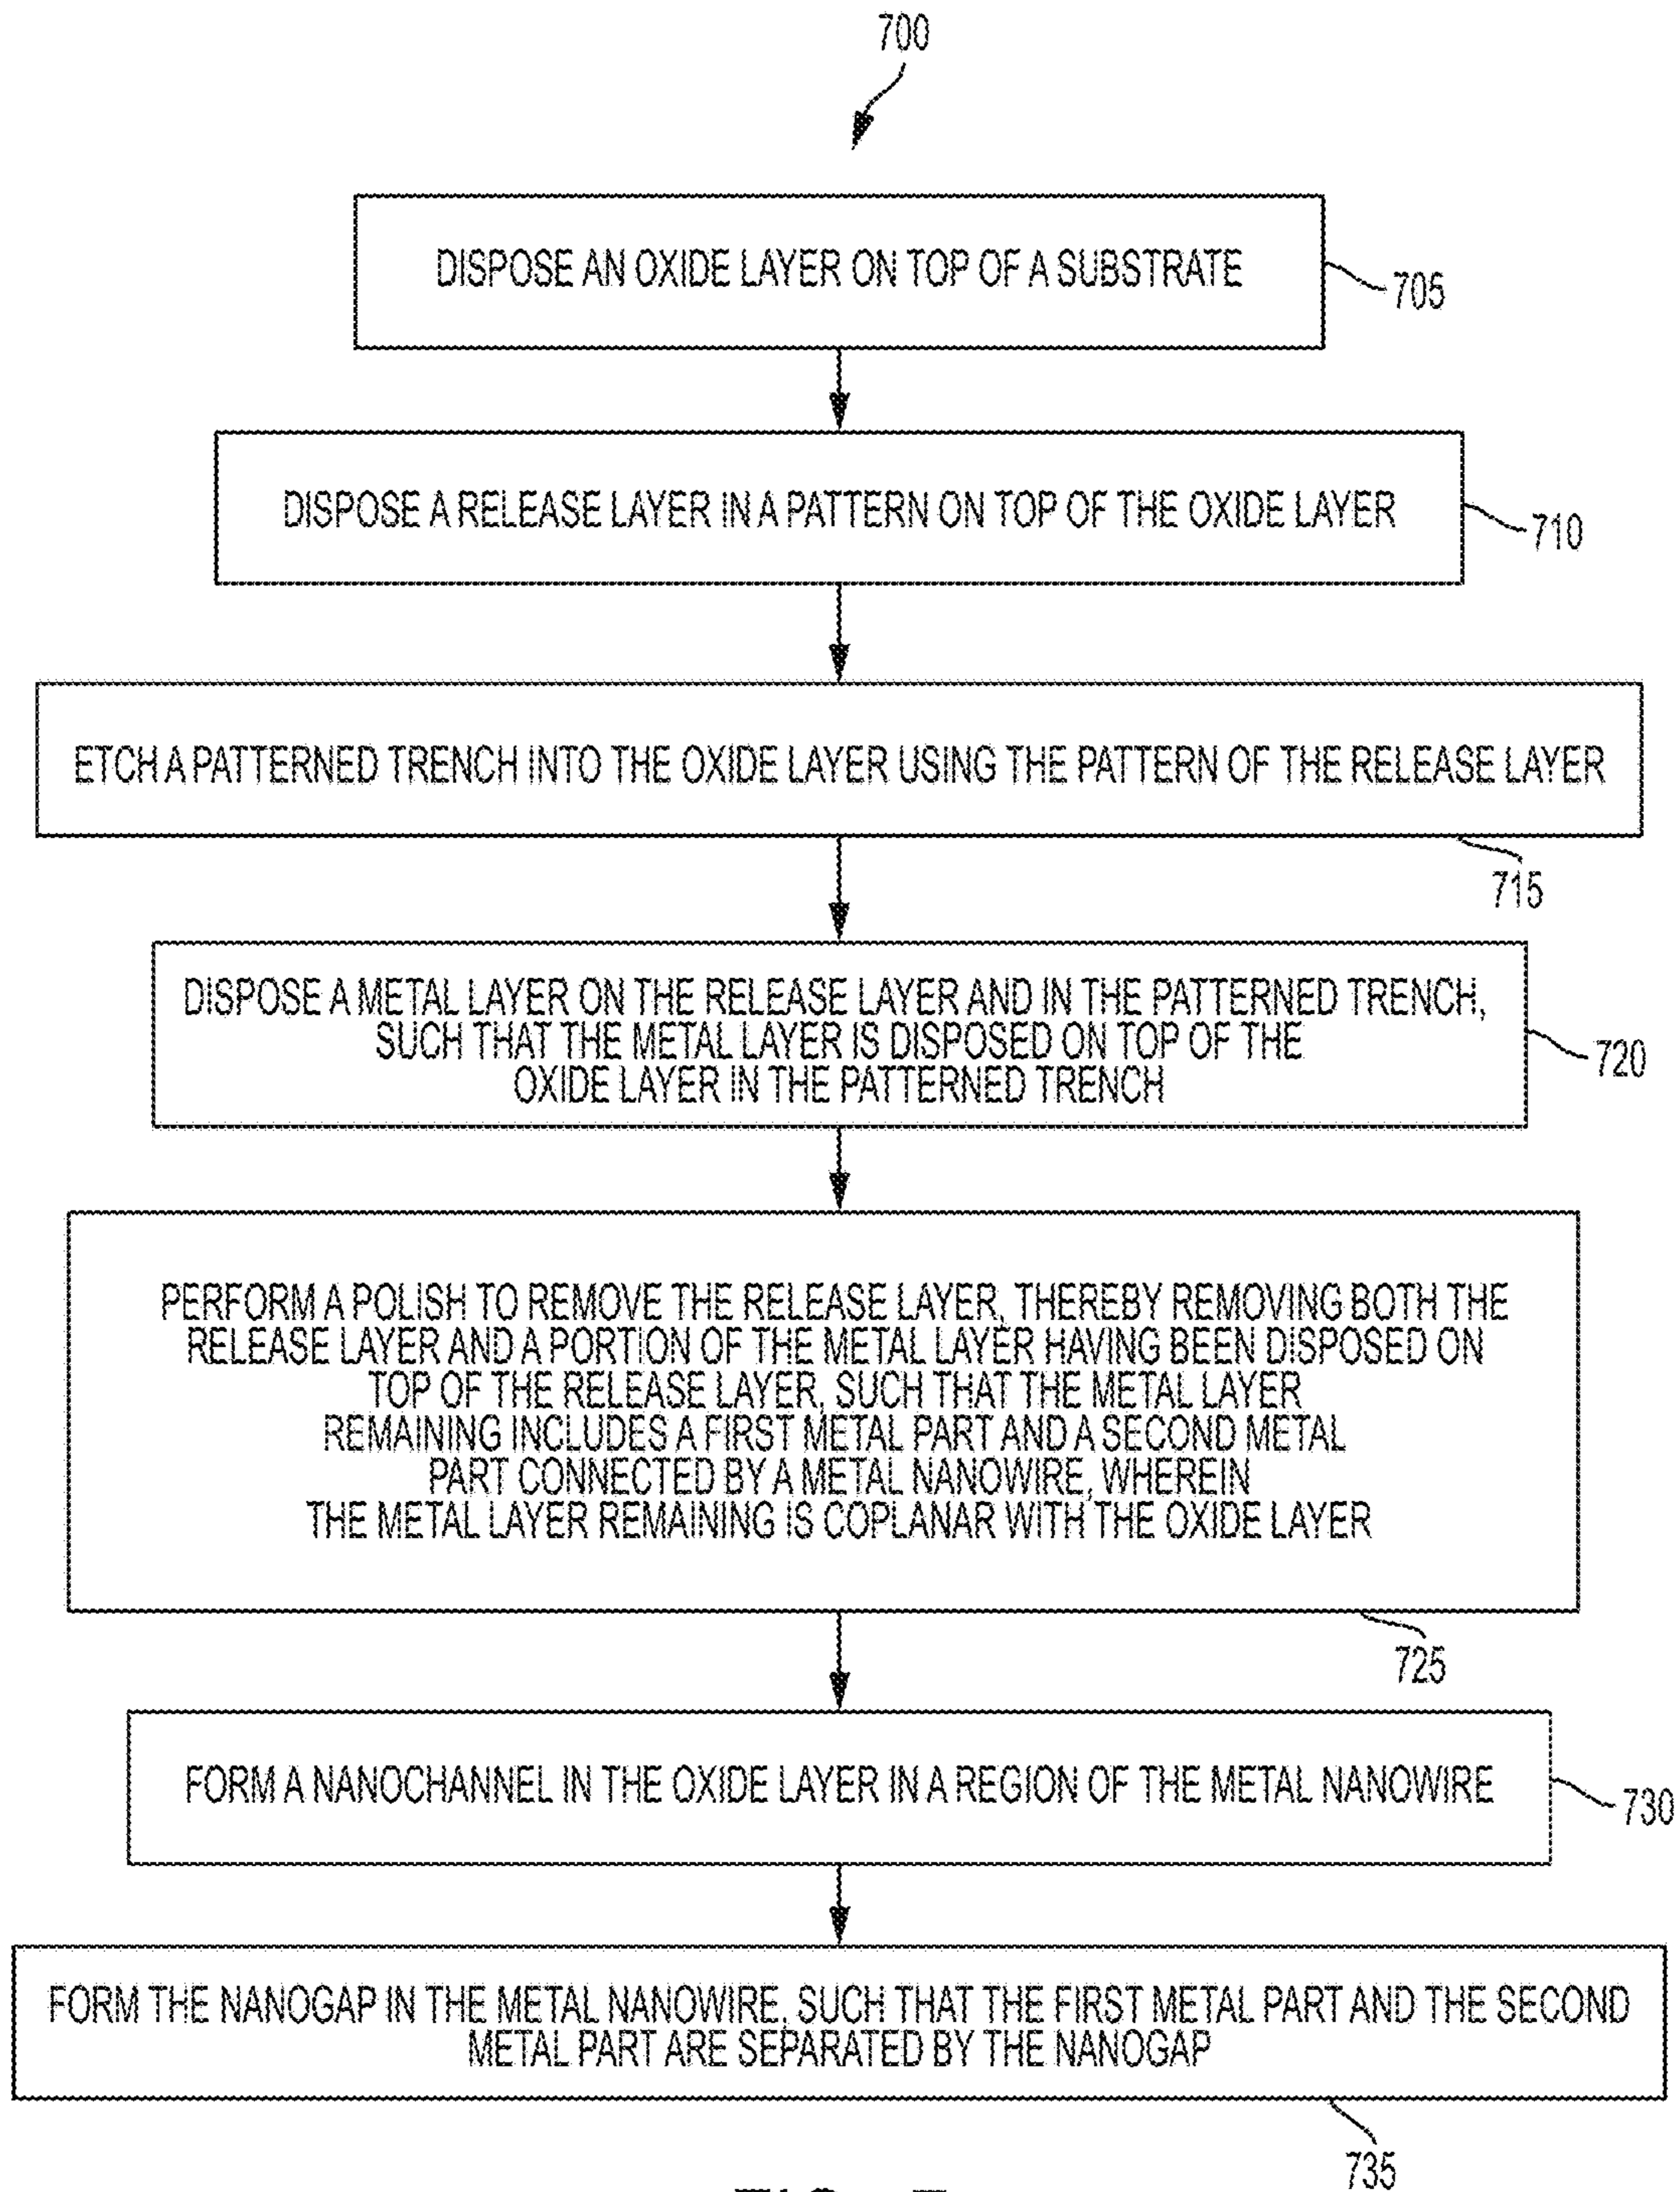 700
DISPOSE AN OXIDE LAYER ON TOP OF A SUBSTRATE
705
DISPOSE A RELEASE LAYER IN A PATTERN ON TOP OF THE OXIDE LAYER
710
ETCH A PATTERNED TRENCH INTO THE OXIDE LAYER USING THE PATTERN OF THE RELEASE LAYER
715
DISPOSE A METAL LAYER ON THE RELEASE LAYER AND IN THE PATTERNED TRENCH,
SUCH THAT THE METAL LAYER IS DISPOSED ON TOP OF THE
OXIDE LAYER IN THE PATTERNED TRENCH
720
PERFORM A POLISH TO REMOVE THE RELEASE LAYER, THEREBY REMOVING BOTH THE
RELEASE LAYER AND A PORTION OF THE METAL LAYER HAVING BEEN DISPOSED ON
TOP OF THE RELEASE LAYER, SUCH THAT THE METAL LAYER
REMAINING INCLUDES A FIRST METAL PART AND A SECOND METAL
PART CONNECTED BY A METAL NANOWIRE, WHEREIN
THE METAL LAYER REMAINING IS COPLANAR WITH THE OXIDE LAYER
725
FORM A NANOCHANNEL IN THE OXIDE LAYER IN A REGION OF THE METAL NANOWIRE
730
FORM THE NANOGAP IN THE METAL NANOWIRE, SUCH THAT THE FIRST METAL PART AND THE SECOND
METAL PART ARE SEPARATED BY THE NANOGAP
735